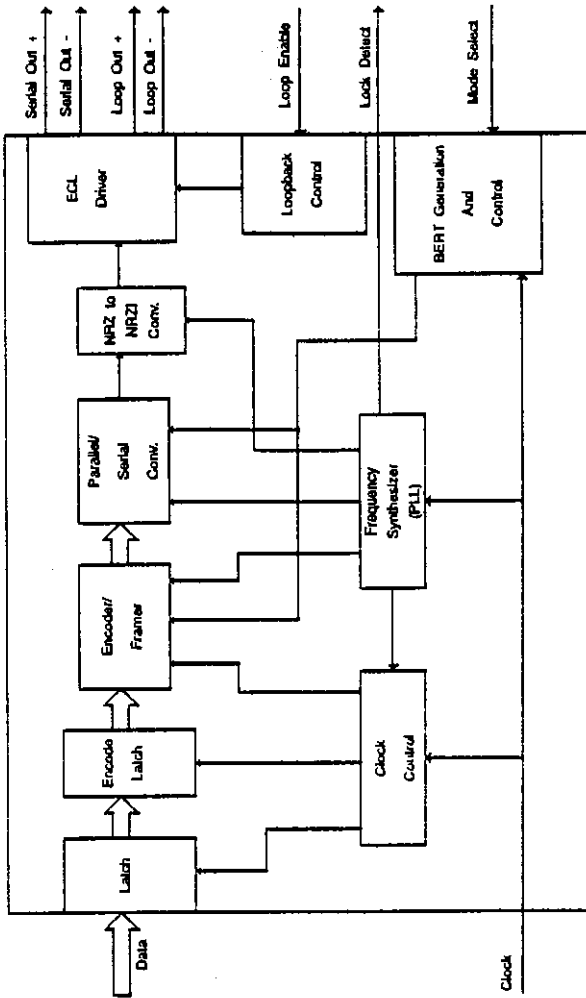 Serial Out +
Serial Out -
Loop Out +
Loop Out -
Loop Enable
Lock Detect
Mode Select
ECL
Driver
Loopback
Control
BERT Generation
And
Control
NRZ to
NRZI
Conv.
Parallel/
Serial
Conv.
Frequency
Synthesizer
(PLL)
Encoder/
Framer
Encode
Latch
Clock
Control
Latch
Data
Clock